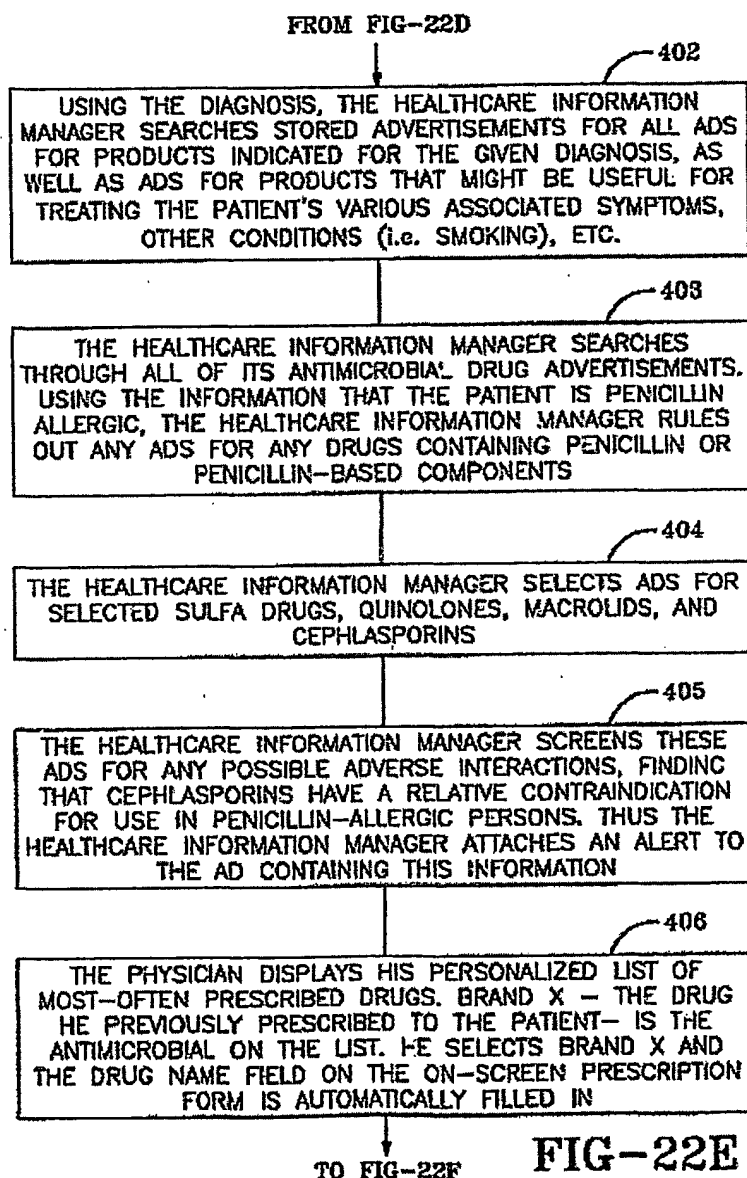 FROM FIG-22D
402
USING THE DIAGNOSIS, THE HEALTHCARE INFORMATION
MANAGER SEARCHES STORED ADVERTISEMENTS FOR ALL ADS
FOR PRODUCTS INDICATED FOR THE GIVEN DIAGNOSIS, AS
WELL AS ADS FOR PRODUCTS THAT MIGHT BE USEFUL FOR
TREATING THE PATIENT'S VARIOUS ASSOCIATED SYMPTOMS,
OTHER CONDITIONS (i.e. SMOKING), ETC.
403
THE HEALTHCARE INFORMATION MANAGER SEARCHES
THROUGH ALL OF ITS ANTIMICROBIAL DRUG ADVERTISEMENTS.
USING THE INFORMATION THAT THE PATIENT IS PENICILLIN
ALLERGIC, THE HEALTHCARE INFORMATION MANAGER RULES
OUT ANY ADS FOR ANY DRUGS CONTAINING PENICILLIN OR
PENICILLIN-BASED COMPONENTS
404
THE HEALTHCARE INFORMATION MANAGER SELECTS ADS FOR
SELECTED SULFA DRUGS, QUINOLONES, MACROLIDS, AND
CEPHLASPORINS
405
THE HEALTHCARE INFORMATION MANAGER SCREENS THESE
ADS FOR ANY POSSIBLE ADVERSE INTERACTIONS, FINDING
THAT CEPHLASPORINS HAVE A RELATIVE CONTRAINDICATION
FOR USE IN PENICILLIN-ALLERGIC PERSONS. THUS THE
HEALTHCARE INFORMATION MANAGER ATTACHES AN ALERT TO
THE AD CONTAINING THIS INFORMATION
406
THE PHYSICIAN DISPLAYS HIS PERSONALIZED LIST OF
MOST-OFTEN PRESCRIBED DRUGS. BRAND X - THE DRUG
HE PREVIOUSLY PRESCRIBED TO THE PATIENT- IS THE
ANTIMICROBIAL ON THE LIST. HE SELECTS BRAND X AND
THE DRUG NAME FIELD ON THE ON-SCREEN PRESCRIPTION
FORM IS AUTOMATICALLY FILLED IN
TO FIG-22F
FIG-22E